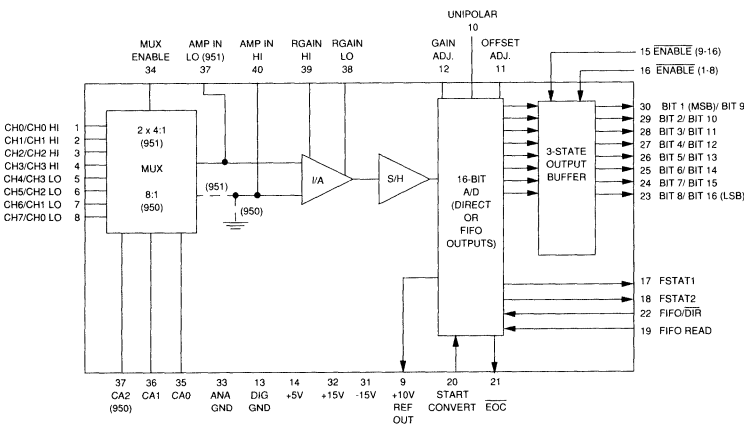 UNIPOLAR
10
MUX
ENABLE
34
AMP IN
LO (951)
37
AMP IN
HI
40
RGAIN
HI
39
RGAIN
LO
38
GAIN
ADJ.
12
OFFSET
ADJ.
11
15 ENABLE (9-16)
16 ENABLE (1-8)
CH0/CH0 HI 1
CH1/CH1 HI 2
CH2/CH2 HI 3
CH3/CH3 HI 4
CH4/CH3 LO 5
CH5/CH2 LO 6
CH6/CH1 LO 7
CH7/CH0 LO 8
2 x 4:1
(951)
MUX
8:1
(950)
(951)
(950)
I/A
S/H
16-BIT
A/D
(DIRECT
OR
FIFO
OUTPUTS)
3-STATE
OUTPUT
BUFFER
30 BIT 1 (MSB)/ BIT 9
29 BIT 2/ BIT 10
28 BIT 3/ BIT 11
27 BIT 4/ BIT 12
26 BIT 5/ BIT 13
25 BIT 6/ BIT 14
24 BIT 7/ BIT 15
23 BIT 8/ BIT 16 (LSB)
17 FSTAT1
18 FSTAT2
22 FIFO/DIR
19 FIFO READ
37
CA2
(950)
36
CA1
35
CA0
33
ANA
GND
13
DIG
GND
14
+5V
32
+15V
31
-15V
9
+10V
REF
OUT
20
START
CONVERT
21
EOC